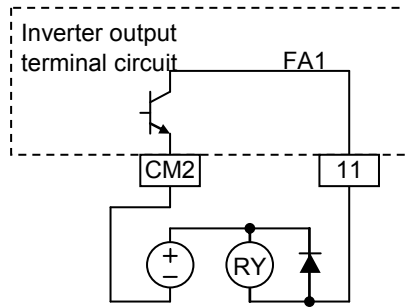 Inverter output
terminal circuit
FA1
CM2
11
+
–
RY